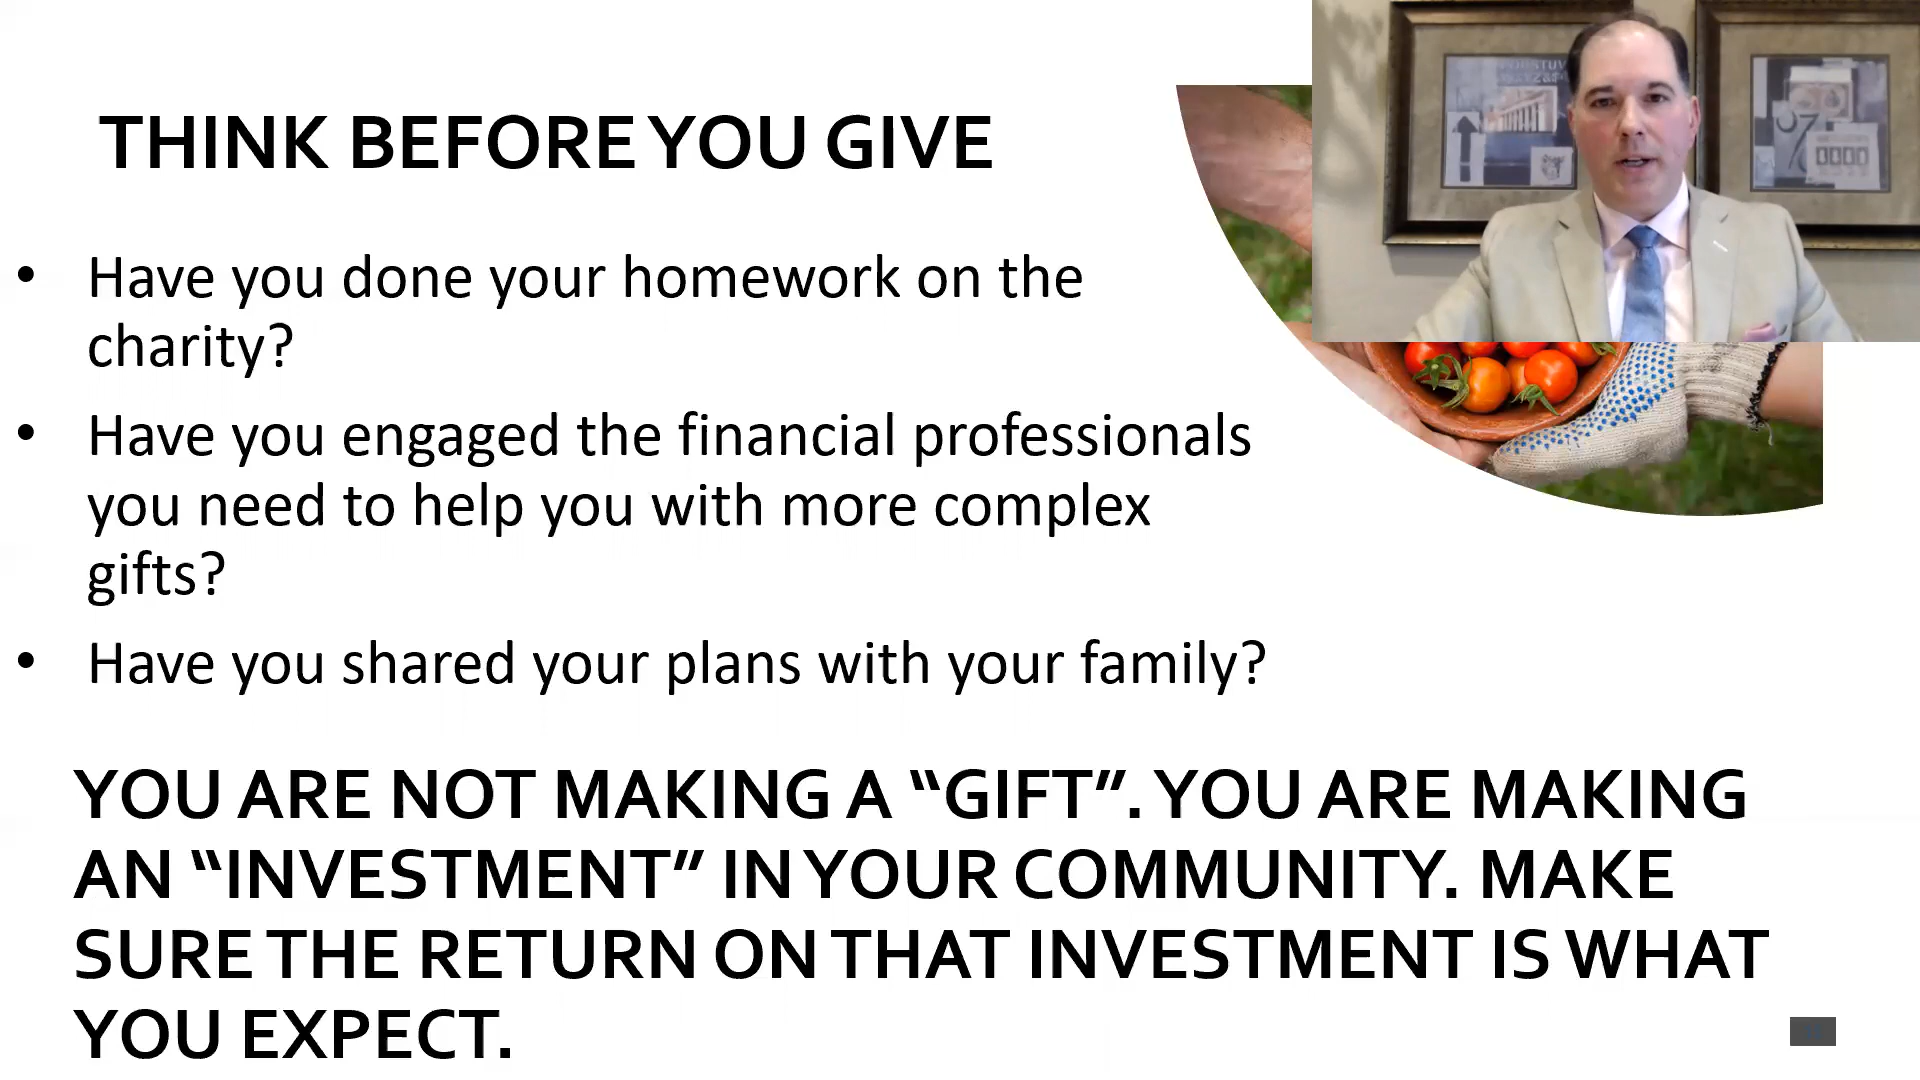 THINK BEFORE YOU GIVE
• Have you done your homework on the
charity?
• Have you engaged the financial professionals
you need to help you with more complex
gifts?
• Have you shared your plans with your family?
YOU ARE NOT MAKING A “GIFT”. YOU ARE MAKING
AN “INVESTMENT” IN YOUR COMMUNITY. MAKE
SURE THE RETURN ON THAT INVESTMENT IS WHAT
YOU EXPECT.